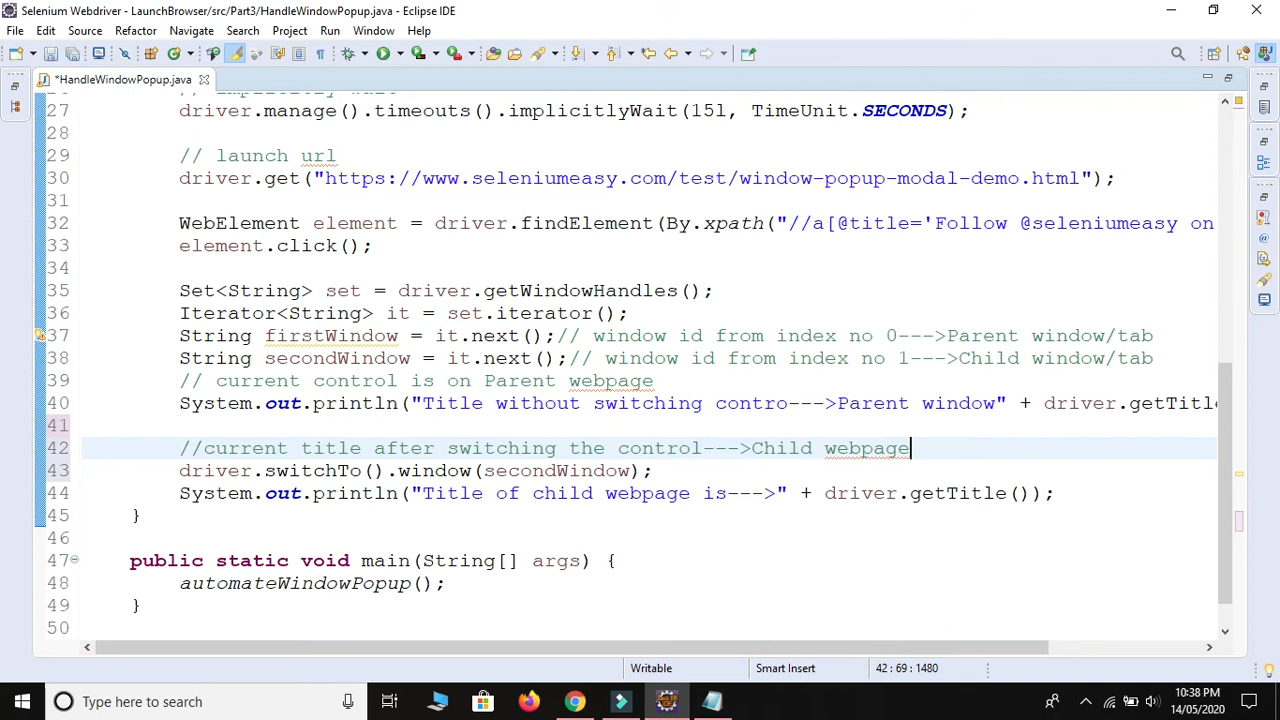 Selenium Webdriver - LaunchBrowser/src/Part3/HandleWindowPopup.java - Eclipse IDE
File Edit Source Refactor Navigate Search Project Run Window Help
*HandleWindowPopup.java
27 driver.manage().timeouts().implicitlyWait(15l, TimeUnit.SECONDS);
28
29 // launch url
30 driver.get("https://www.seleniumeasy.com/test/window-popup-modal-demo.html");
31
32 WebElement element = driver.findElement(By.xpath("//a[@title='Follow @seleniumeasy on
33 element.click();
34
35 Set<String> set = driver.getWindowHandles();
36 Iterator<String> it = set.iterator();
37 String firstWindow = it.next();// window id from index no 0--->Parent window/tab
38 String secondWindow = it.next();// window id from index no 1--->Child window/tab
39 // current control is on Parent webpage
40 System.out.println("Title without switching contro--->Parent window" + driver.getTitle
41
42 //current title after switching the control--->Child webpage
43 driver.switchTo().window(secondWindow);
44 System.out.println("Title of child webpage is--->" + driver.getTitle());
45 }
46
47 public static void main(String[] args) {
48 automateWindowPopup();
49 }
50
Writable Smart Insert 42 : 69 : 1480
Type here to search
10:38 PM
14/05/2020